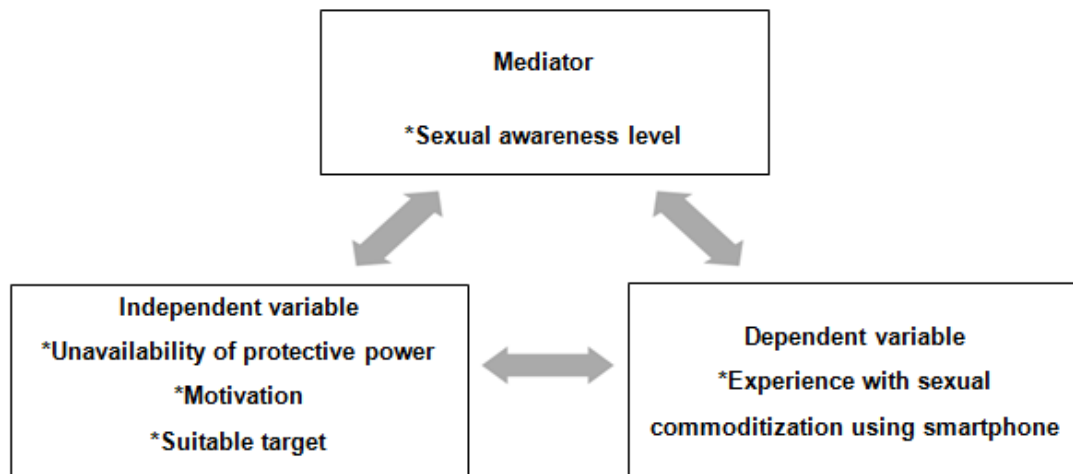 Mediator
*Sexual awareness level
Independent variable
*Unavailability of protective power
*Motivation
*Suitable target
Dependent variable
*Experience with sexual
commoditization using smartphone